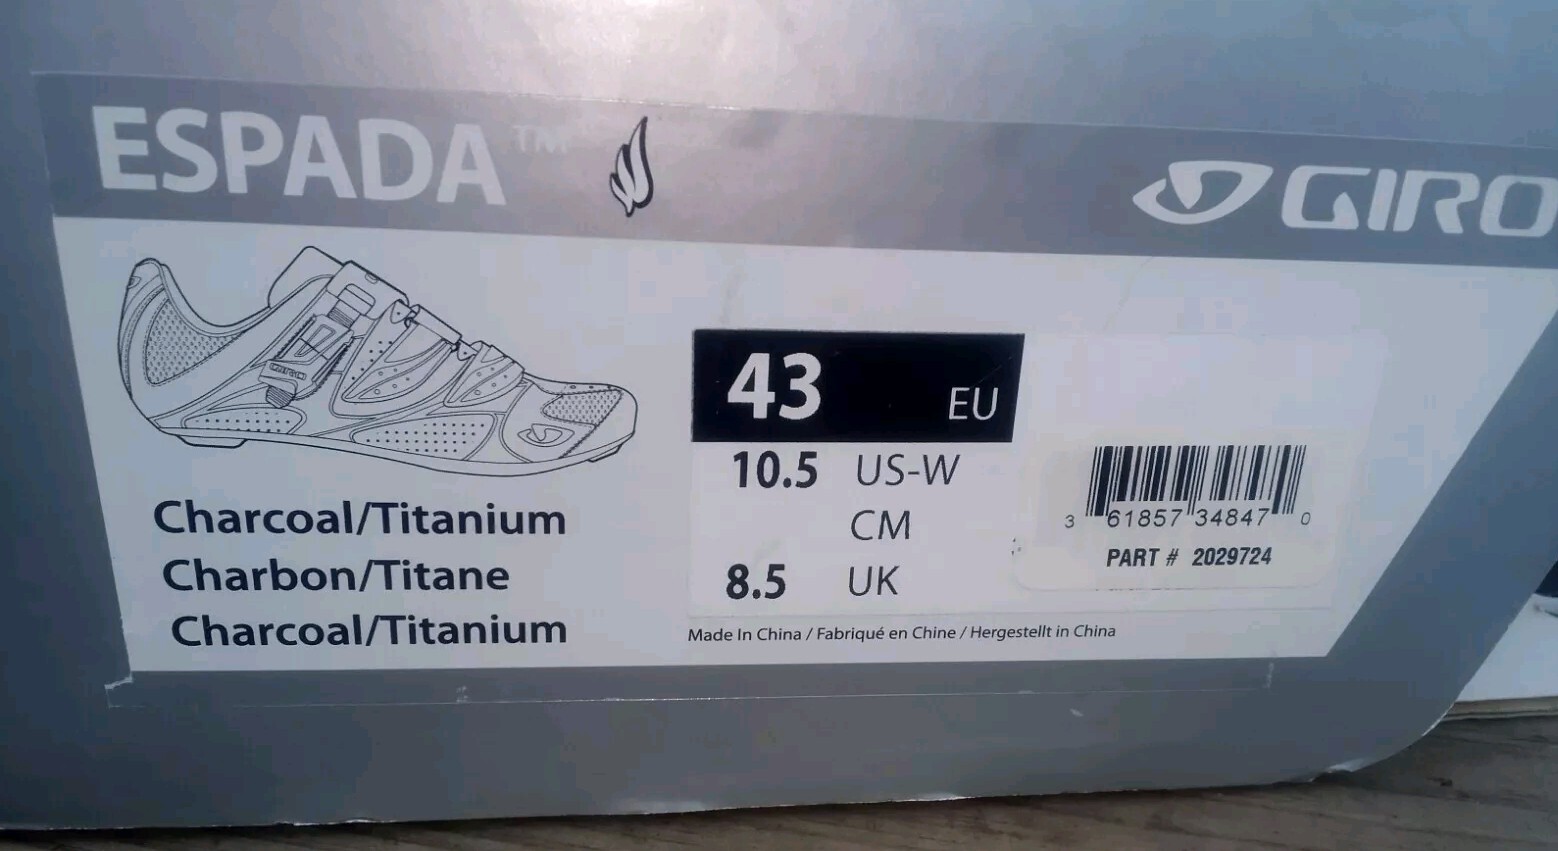 ESPADA™
GIRO
43 EU
10.5 US-W
CM
8.5 UK
Charcoal/Titanium
Charbon/Titane
Charcoal/Titanium
3 61857 34847 0
PART # 2029724
Made In China / Fabriqué en Chine / Hergestellt in China
GIRO